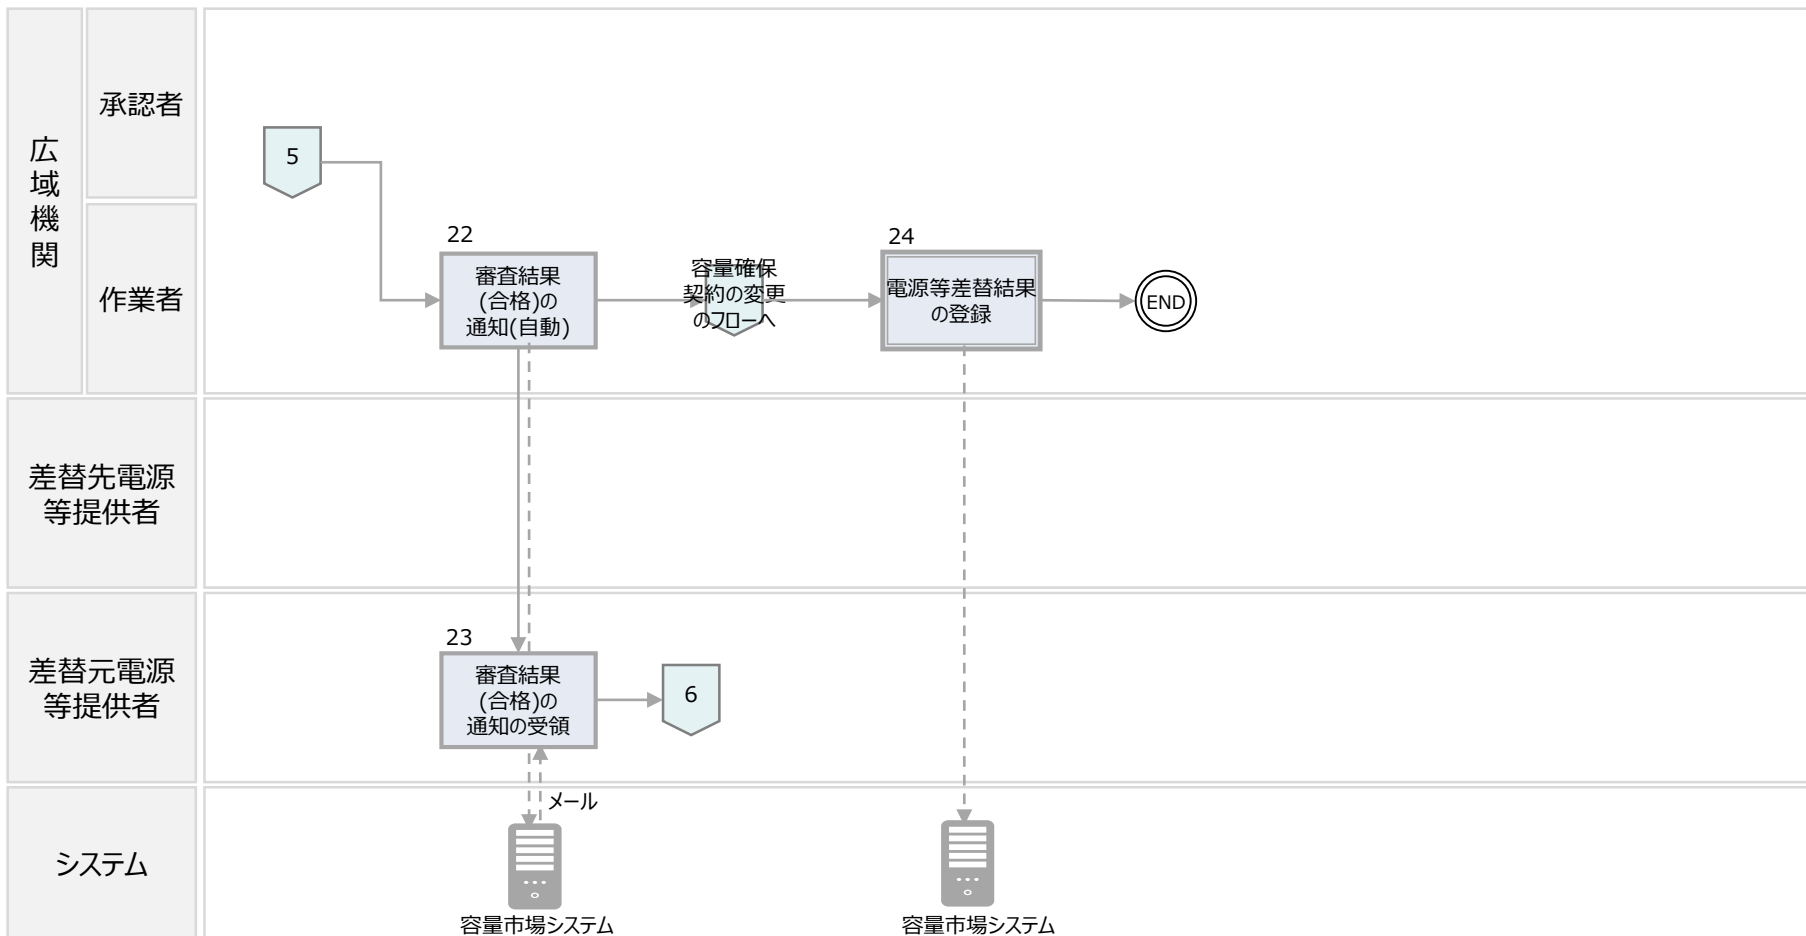 広
域
機
関
承認者
作業者
5
22
審査結果
(合格)の
通知(自動)
容量確保
契約の変更
のフローへ
24
電源等差替結果
の登録
END
差替先電源
等提供者
差替元電源
等提供者
23
審査結果
(合格)の
通知の受領
6
システム
メール
容量市場システム
容量市場システム